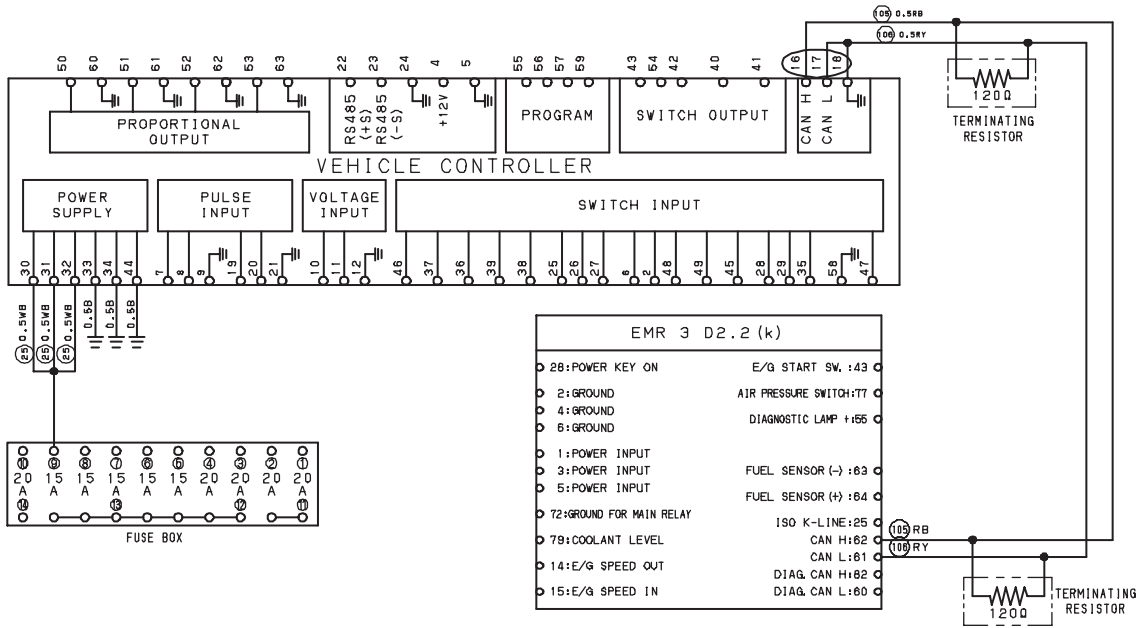 105 0.5RB
106 0.5RY
50 60 51 61 52 62 53 63 22 23 24 4 5 55 56 57 59 43 54 42 40 41 16 17 18
PROPORTIONAL
OUTPUT
RS485
(+S)
RS485
(-S)
+12V
PROGRAM
SWITCH OUTPUT
CAN H
CAN L
120Ω
TERMINATING
RESISTOR
VEHICLE CONTROLLER
POWER
SUPPLY
PULSE
INPUT
VOLTAGE
INPUT
SWITCH INPUT
30 31 32 33 34 44 7 8 9 19 20 21 10 11 12 46 37 36 39 38 25 26 27 6 2 48 49 45 28 29 35 58 47
25 0.5WB
25 0.5WB
25 0.5WB
0.5B
0.5B
0.5B
EMR 3 D2.2(k)
28:POWER KEY ON
2:GROUND
4:GROUND
6:GROUND
1:POWER INPUT
3:POWER INPUT
5:POWER INPUT
72:GROUND FOR MAIN RELAY
79:COOLANT LEVEL
14:E/G SPEED OUT
15:E/G SPEED IN
E/G START SW. :43
AIR PRESSURE SWITCH:77
DIAGNOSTIC LAMP +:55
FUEL SENSOR(-) :63
FUEL SENSOR(+) :64
ISO K-LINE:25
CAN H:62
CAN L:61
DIAG. CAN H:82
DIAG. CAN L:60
105 RB
106 RY
120Ω
TERMINATING
RESISTOR
10 9 8 7 6 5 4 3 2 1
20 15 15 15 15 15 20 20 20 20
A A A A A A A A A A
14 13 12 11
FUSE BOX